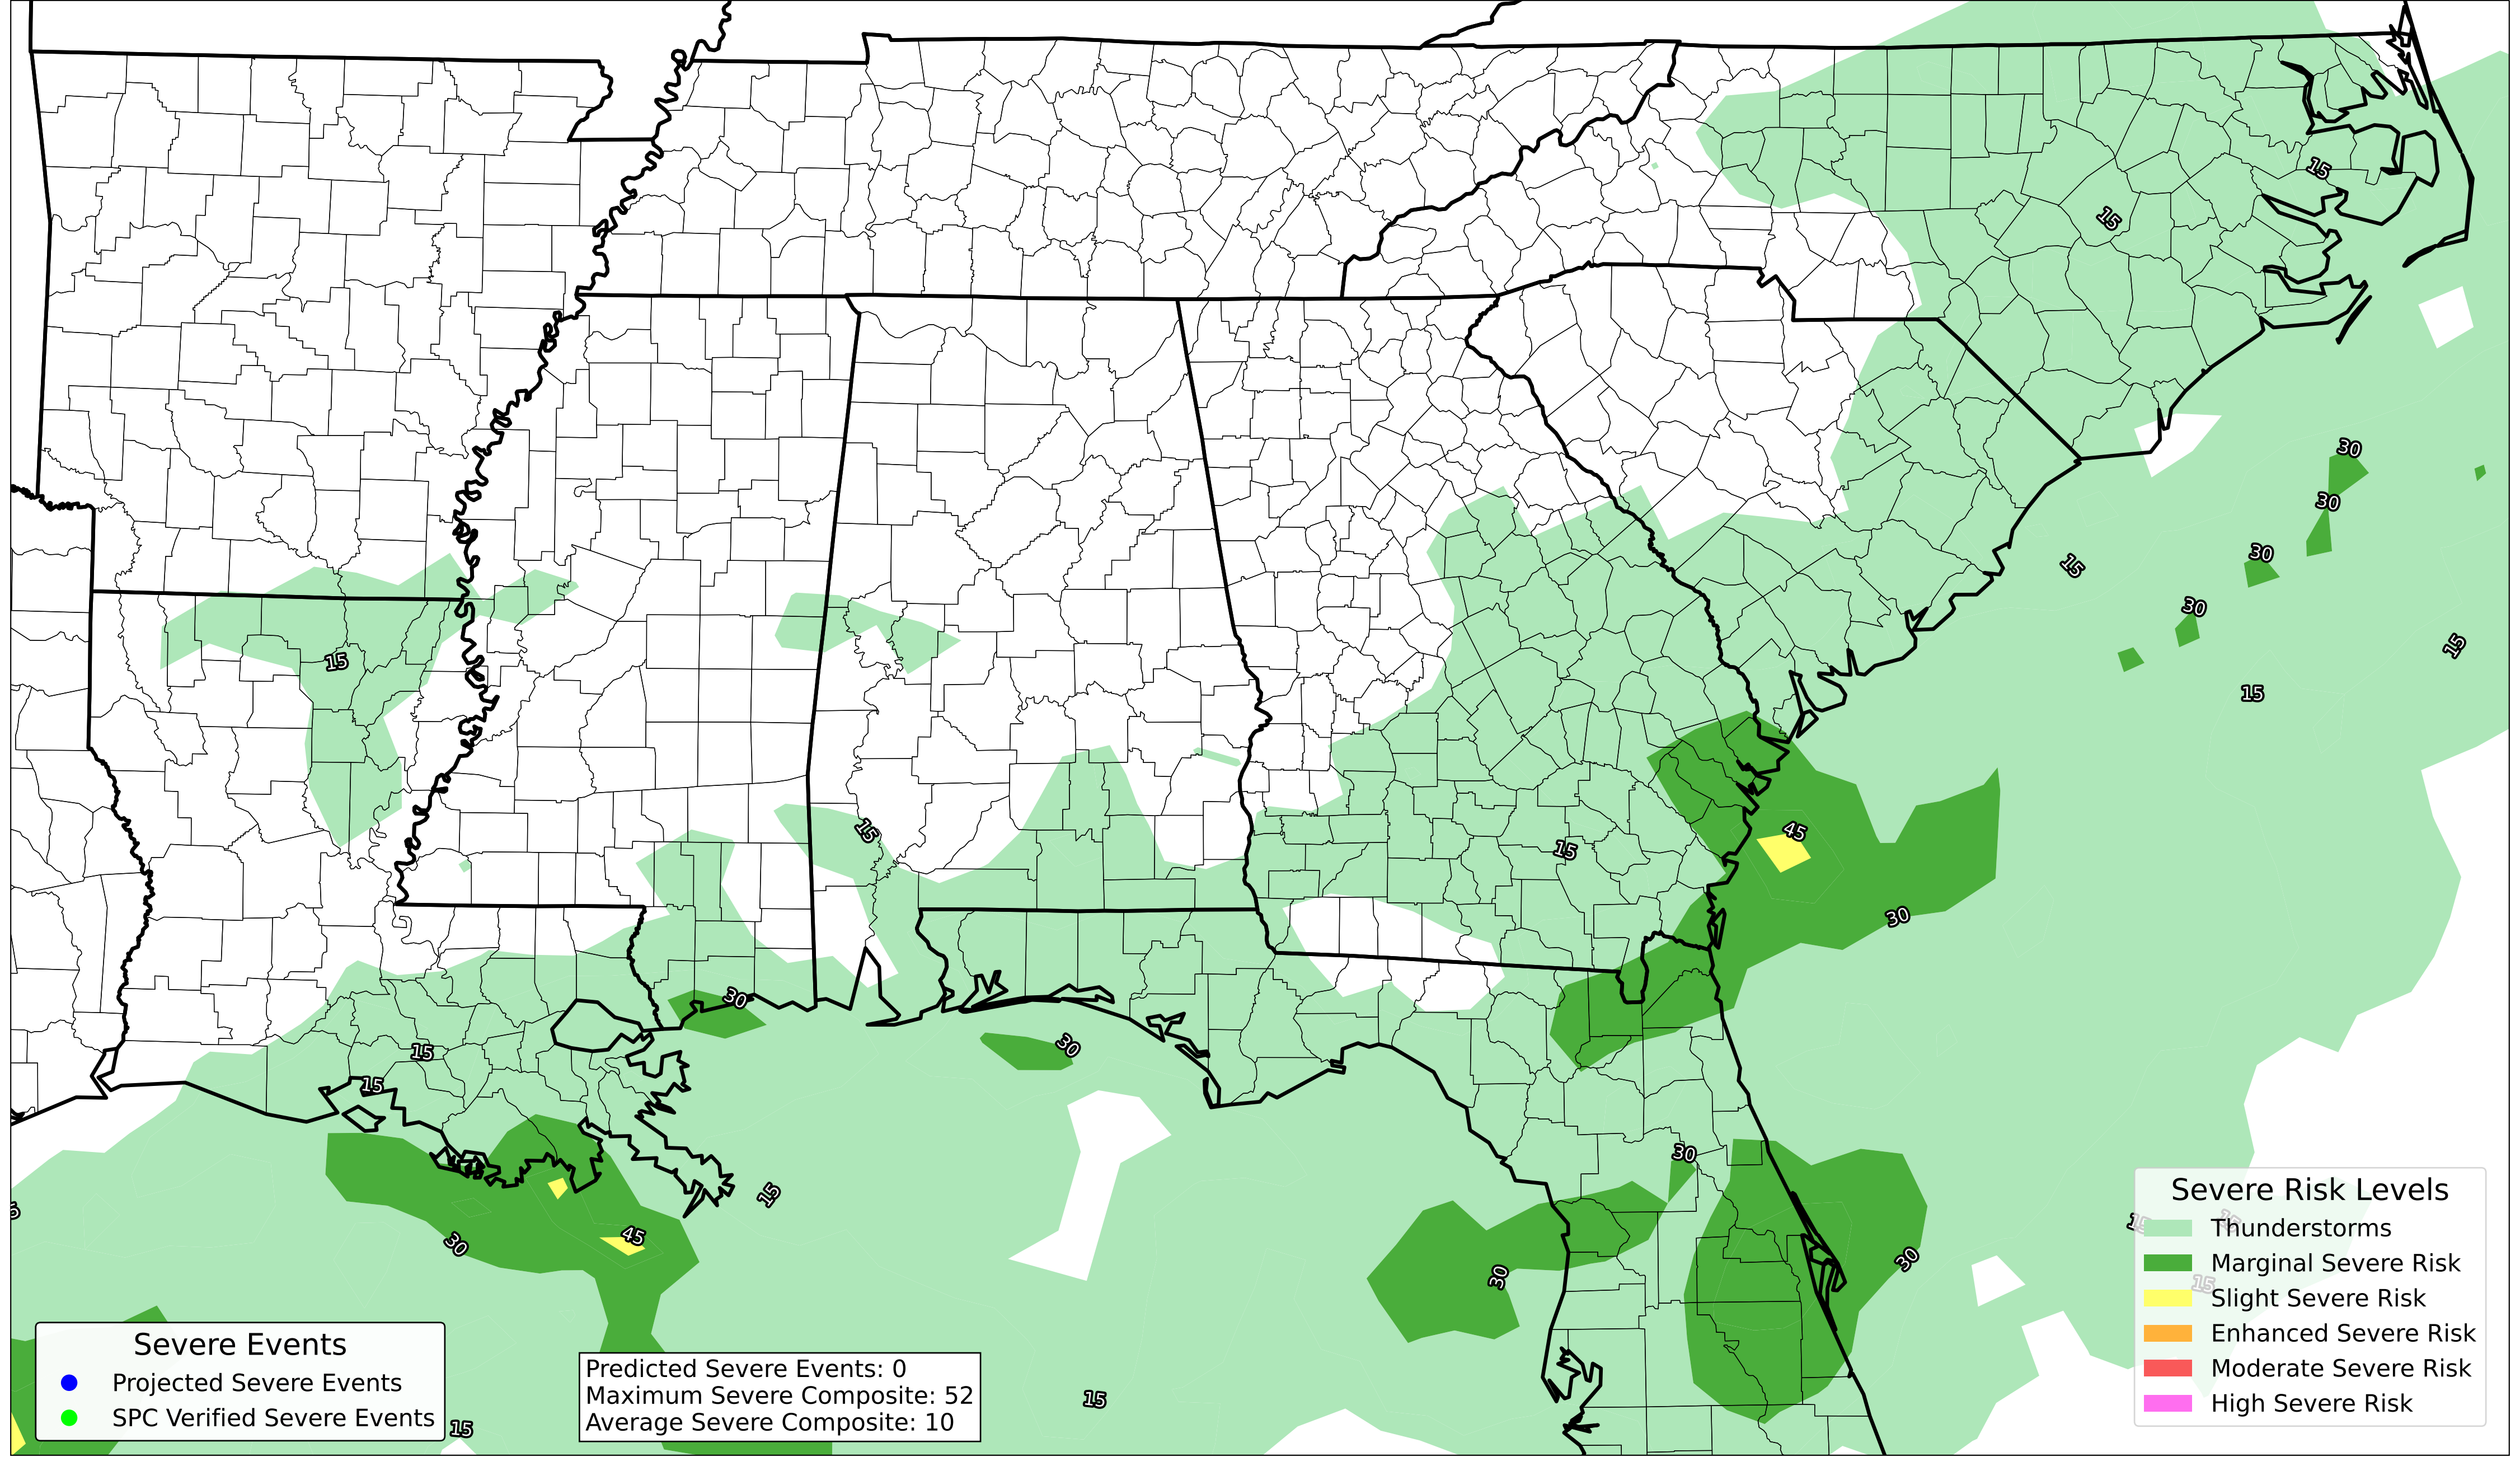 15
15
30
30
30
15
30
15
15
15
45
15
15
30
30
30
15
15
30
15
45
30
30
30
15
15
15
15
15
Severe Risk Levels
Thunderstorms
Marginal Severe Risk
Slight Severe Risk
Enhanced Severe Risk
Moderate Severe Risk
High Severe Risk
Severe Events
Projected Severe Events
SPC Verified Severe Events
Predicted Severe Events: 0
Maximum Severe Composite: 52
Average Severe Composite: 10